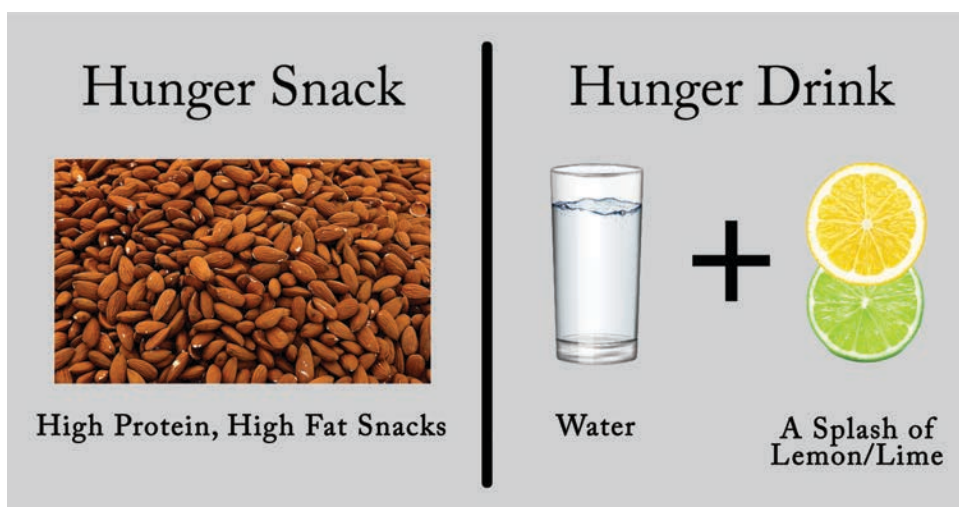 Hunger Snack
High Protein, High Fat Snacks
Hunger Drink
Water
A Splash of
Lemon/Lime